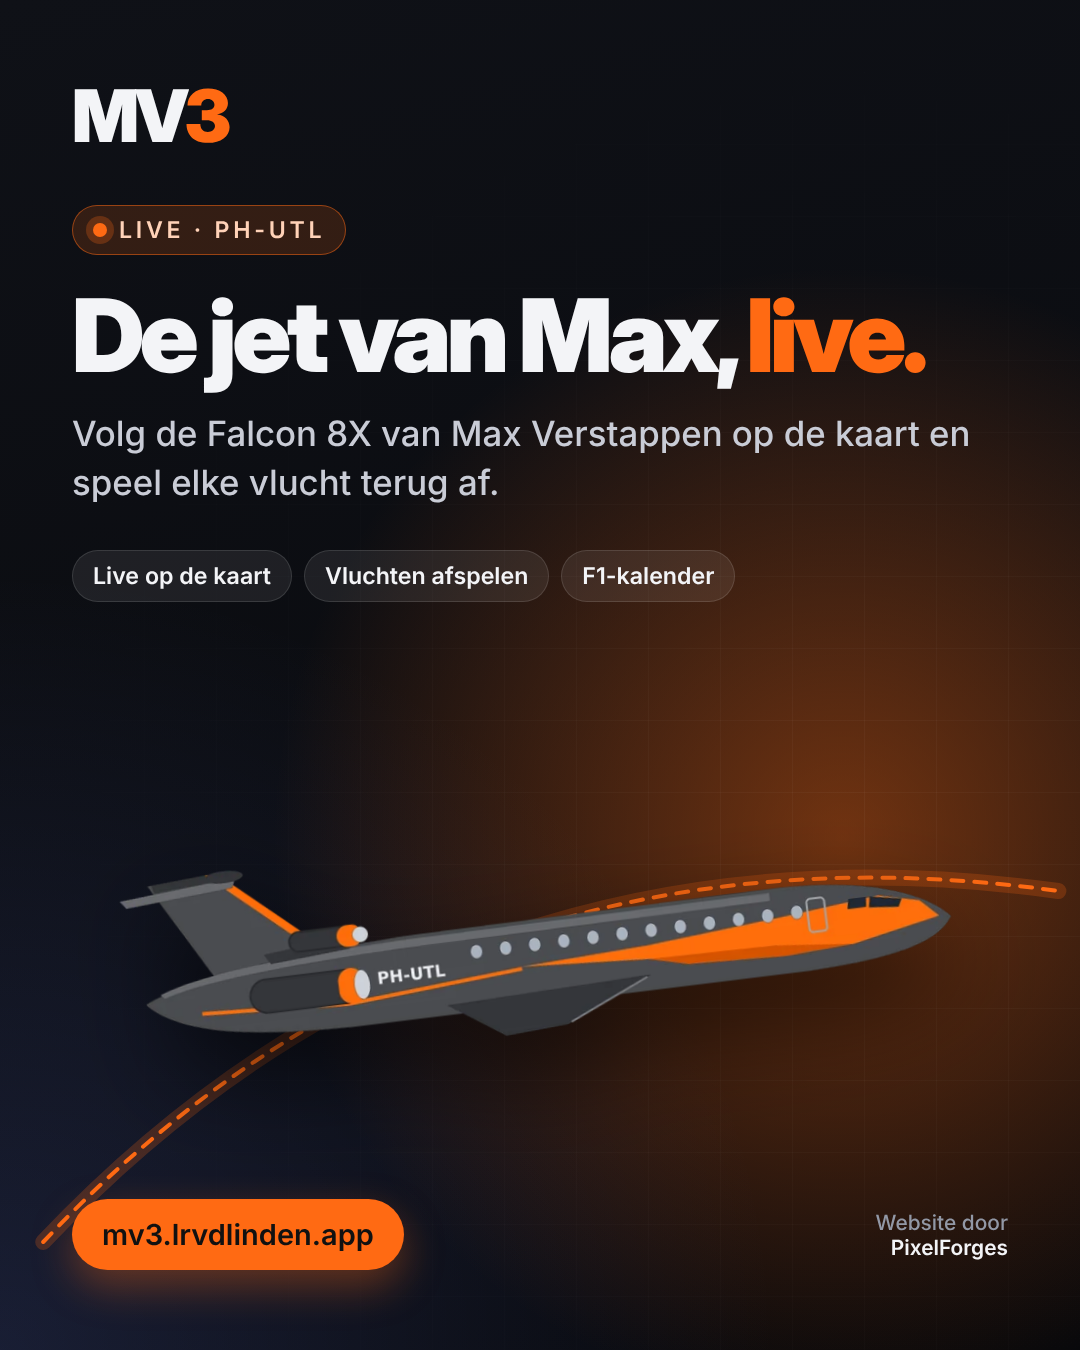 MV3
LIVE · PH-UTL
De jet van Max, live.
Volg de Falcon 8X van Max Verstappen op de kaart en
speel elke vlucht terug af.
Live op de kaart
Vluchten afspelen
F1-kalender
PH-UTL
mv3.lrvdlinden.app
Website door
PixelForges